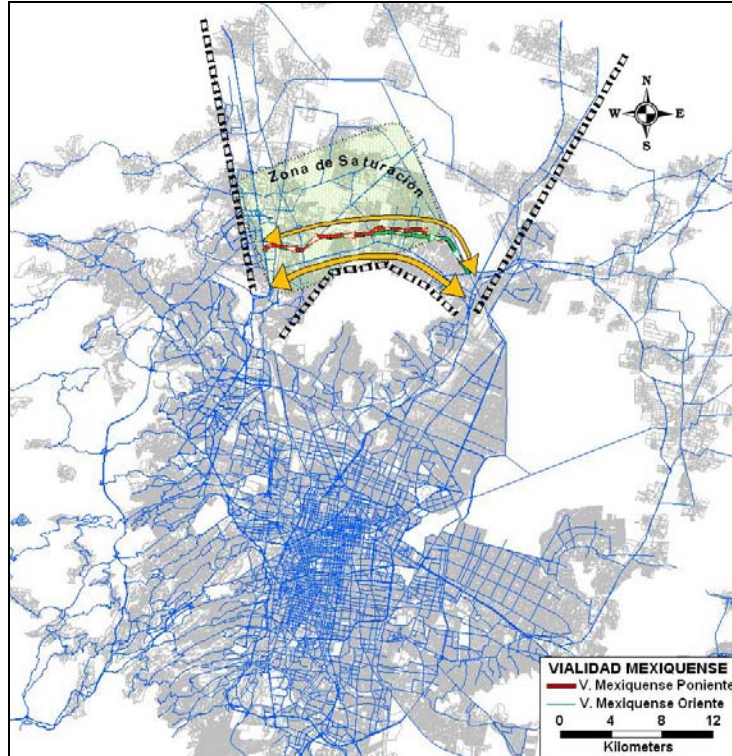 N
W E
S
Zona de Saturación
VIALIDAD MEXIQUENSE
V. Mexiquense Poniente
V. Mexiquense Oriente
0 4 8 12
Kilometers